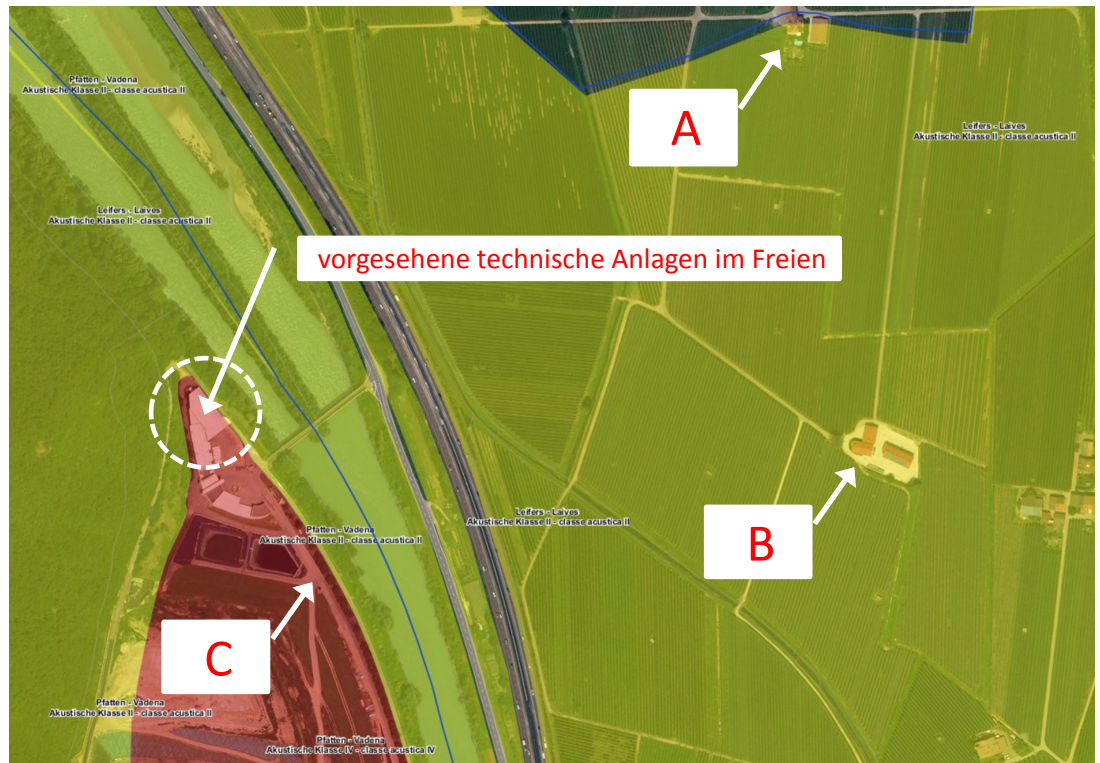 Pfatten - Vadena
Akustische Klasse II - classe acustica II
A
Leifers - Laives
Akustische Klasse II - classe acustica II
Leifers - Laives
Akustische Klasse II - classe acustica II
vorgesehene technische Anlagen im Freien
Leifers - Laives
Akustische Klasse II - classe acustica II
Pfatten - Vadena
Akustische Klasse II - classe acustica II
B
C
Pfatten - Vadena
Akustische Klasse II - classe acustica II
Pfatten - Vadena
Akustische Klasse IV - classe acustica IV